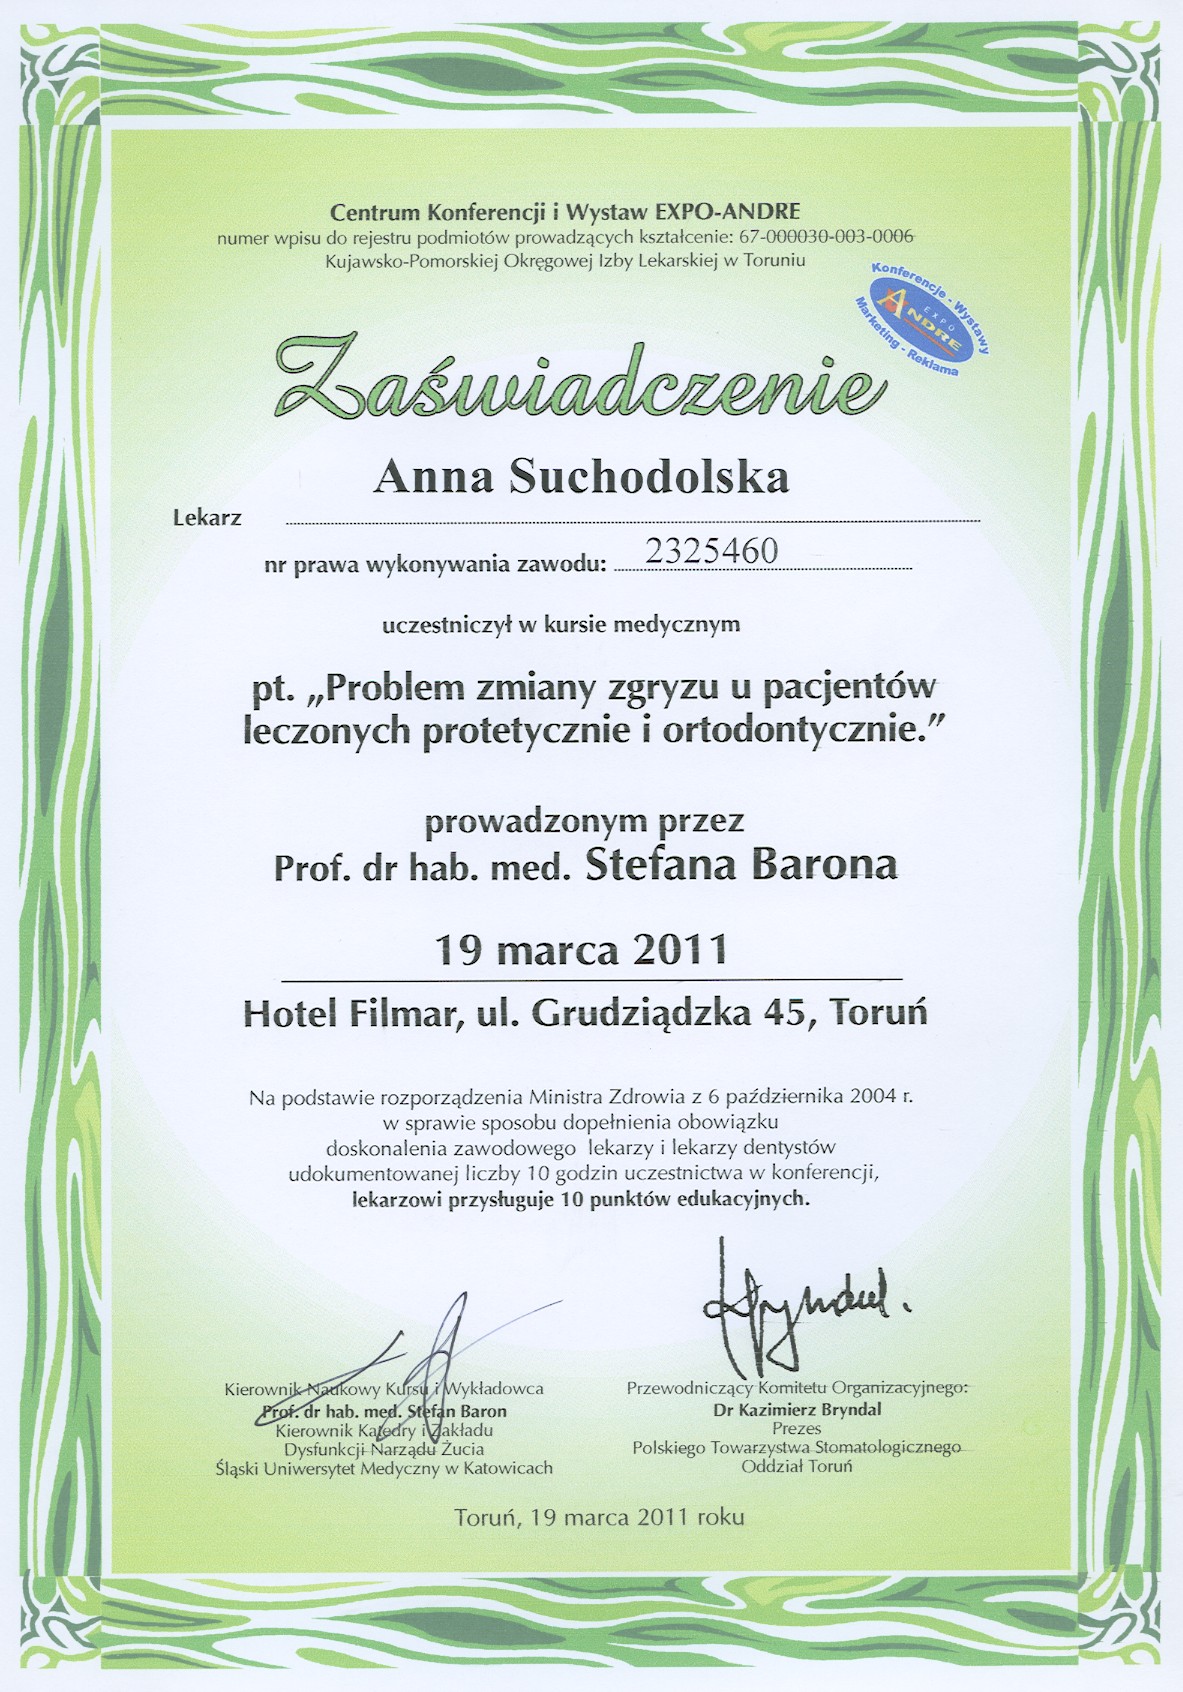 Centrum Konferencji i Wystaw EXPO-ANDRE
numer wpisu do rejestru podmiotów prowadzących kształcenie: 67-000030-003-0006
Kujawsko-Pomorskiej Okręgowej Izby Lekarskiej w Toruniu
Konferencje - Wystawy
EXPO
ANDRE
Marketing - Reklama
Zaświadczenie
Anna Suchodolska
Lekarz
nr prawa wykonywania zawodu: 2325460
uczestniczył w kursie medycznym
pt. „Problem zmiany zgryzu u pacjentów
leczonych protetycznie i ortodontycznie.”
prowadzonym przez
Prof. dr hab. med. Stefana Barona
19 marca 2011
Hotel Filmar, ul. Grudziądzka 45, Toruń
Na podstawie rozporządzenia Ministra Zdrowia z 6 października 2004 r.
w sprawie sposobu dopełnienia obowiązku
doskonalenia zawodowego lekarzy i lekarzy dentystów
udokumentowanej liczby 10 godzin uczestnictwa w konferencji,
lekarzowi przysługuje 10 punktów edukacyjnych.
Kierownik Naukowy Kursu i Wykładowca
Prof. dr hab. med. Stefan Baron
Kierownik Katedry i Zakładu
Dysfunkcji Narządu Żucia
Śląski Uniwersytet Medyczny w Katowicach
Przewodniczący Komitetu Organizacyjnego:
Dr Kazimierz Bryndal
Prezes
Polskiego Towarzystwa Stomatologicznego
Oddział Toruń
Toruń, 19 marca 2011 roku